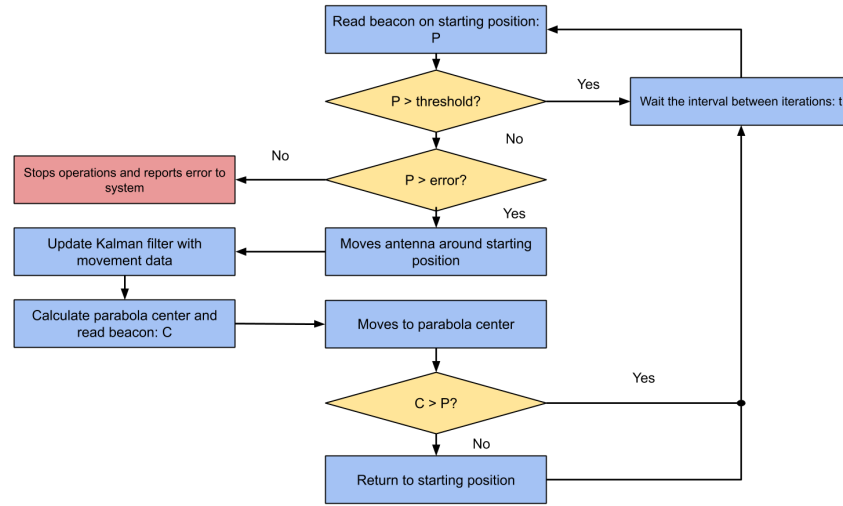 Read beacon on starting position:
P
Yes
P > threshold?
Wait the interval between iterations: t
No
No
Stops operations and reports error to
system
P > error?
Yes
Update Kalman filter with
movement data
Moves antenna around starting
position
Calculate parabola center and
read beacon: C
Moves to parabola center
Yes
C > P?
No
Return to starting position